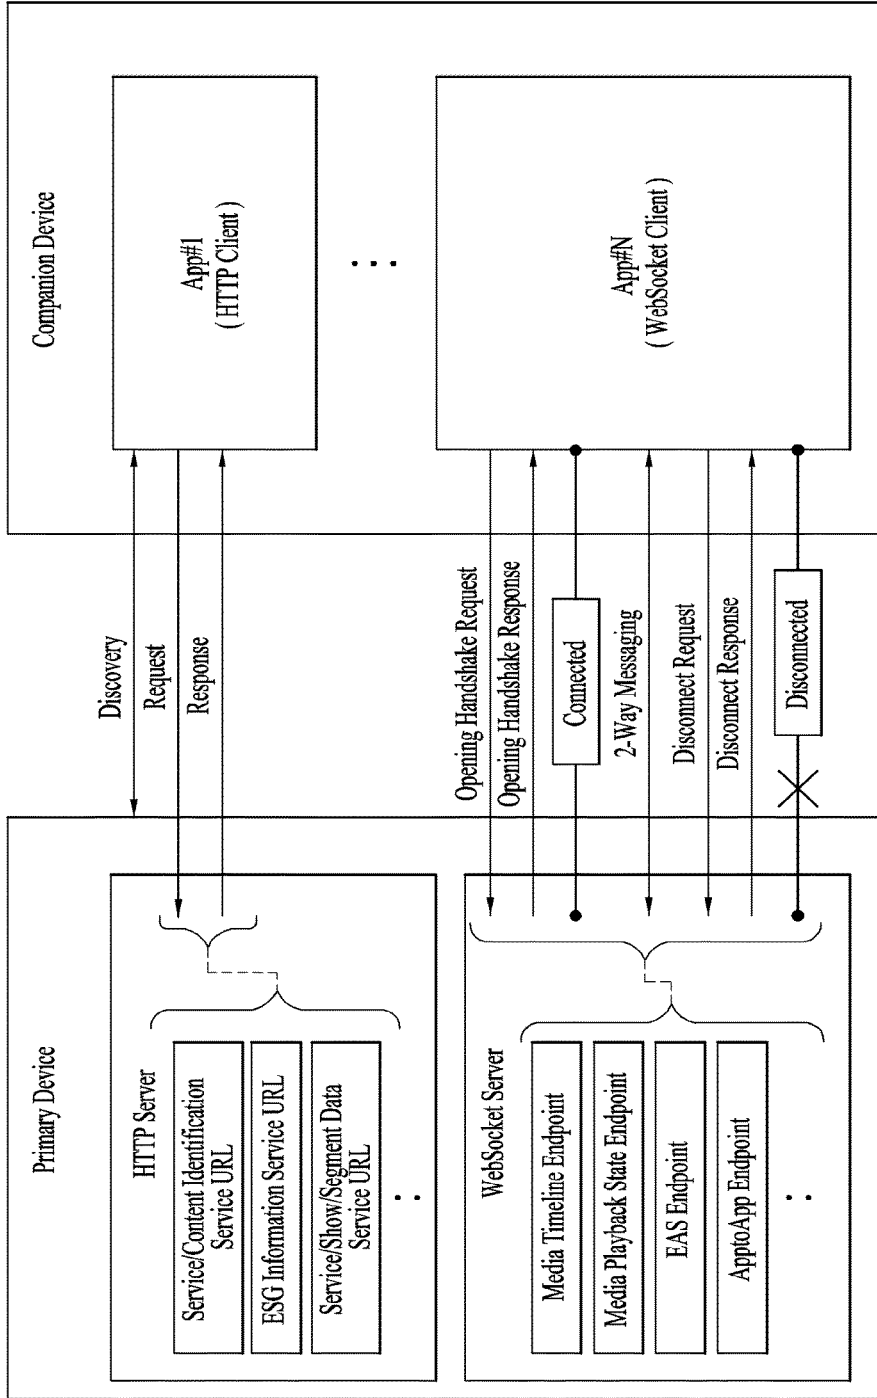 Primary Device
HTTP Server
Service/Content Identification
Service URL
ESG Information Service URL
Service/Show/Segment Data
Service URL
WebSocket Server
Media Timeline Endpoint
Media Playback State Endpoint
EAS Endpoint
ApptoApp Endpoint
Discovery
Request
Response
Opening Handshake Request
Opening Handshake Response
Connected
2-Way Messaging
Disconnect Request
Disconnect Response
Disconnected
Companion Device
App#1
( HTTP Client )
App#N
( WebSocket Client )